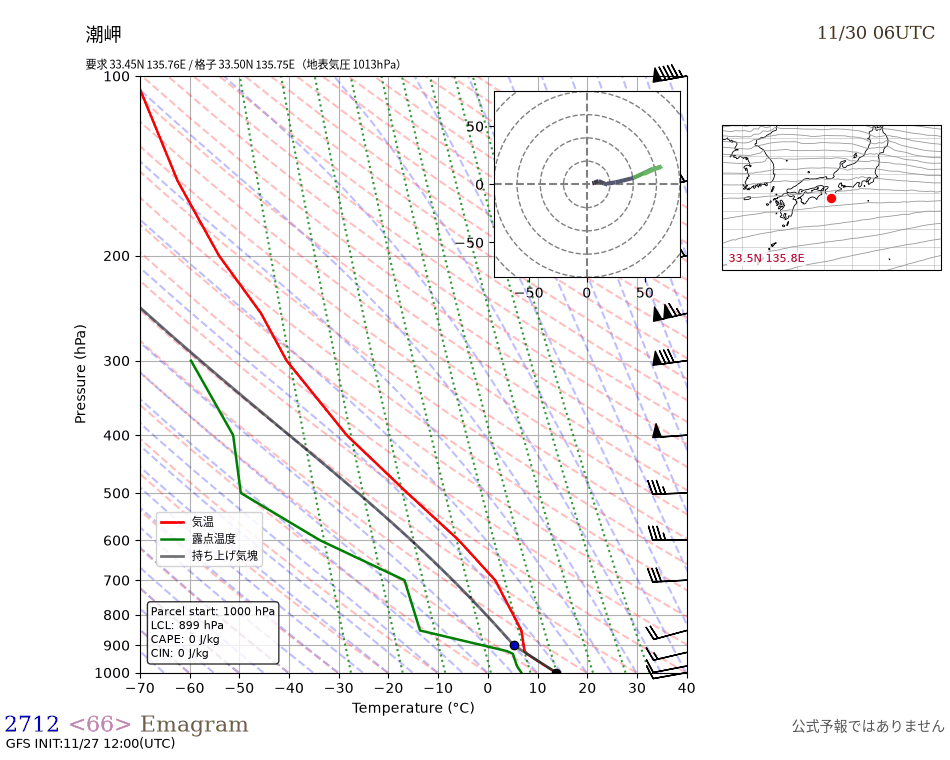 潮岬
11/30 06UTC
要求 33.45N 135.76E / 格子 33.50N 135.75E（地表気圧 1013hPa）
100
200
300
400
500
600
700
800
900
1000
Pressure (hPa)
50
0
−50
−50 0 50
33.5N 135.8E
気温
露点温度
持ち上げ気塊
Parcel start: 1000 hPa
LCL: 899 hPa
CAPE: 0 J/kg
CIN: 0 J/kg
−70 −60 −50 −40 −30 −20 −10 0 10 20 30 40
Temperature (°C)
2712 <66> Emagram
公式予報ではありません
GFS INIT:11/27 12:00(UTC)